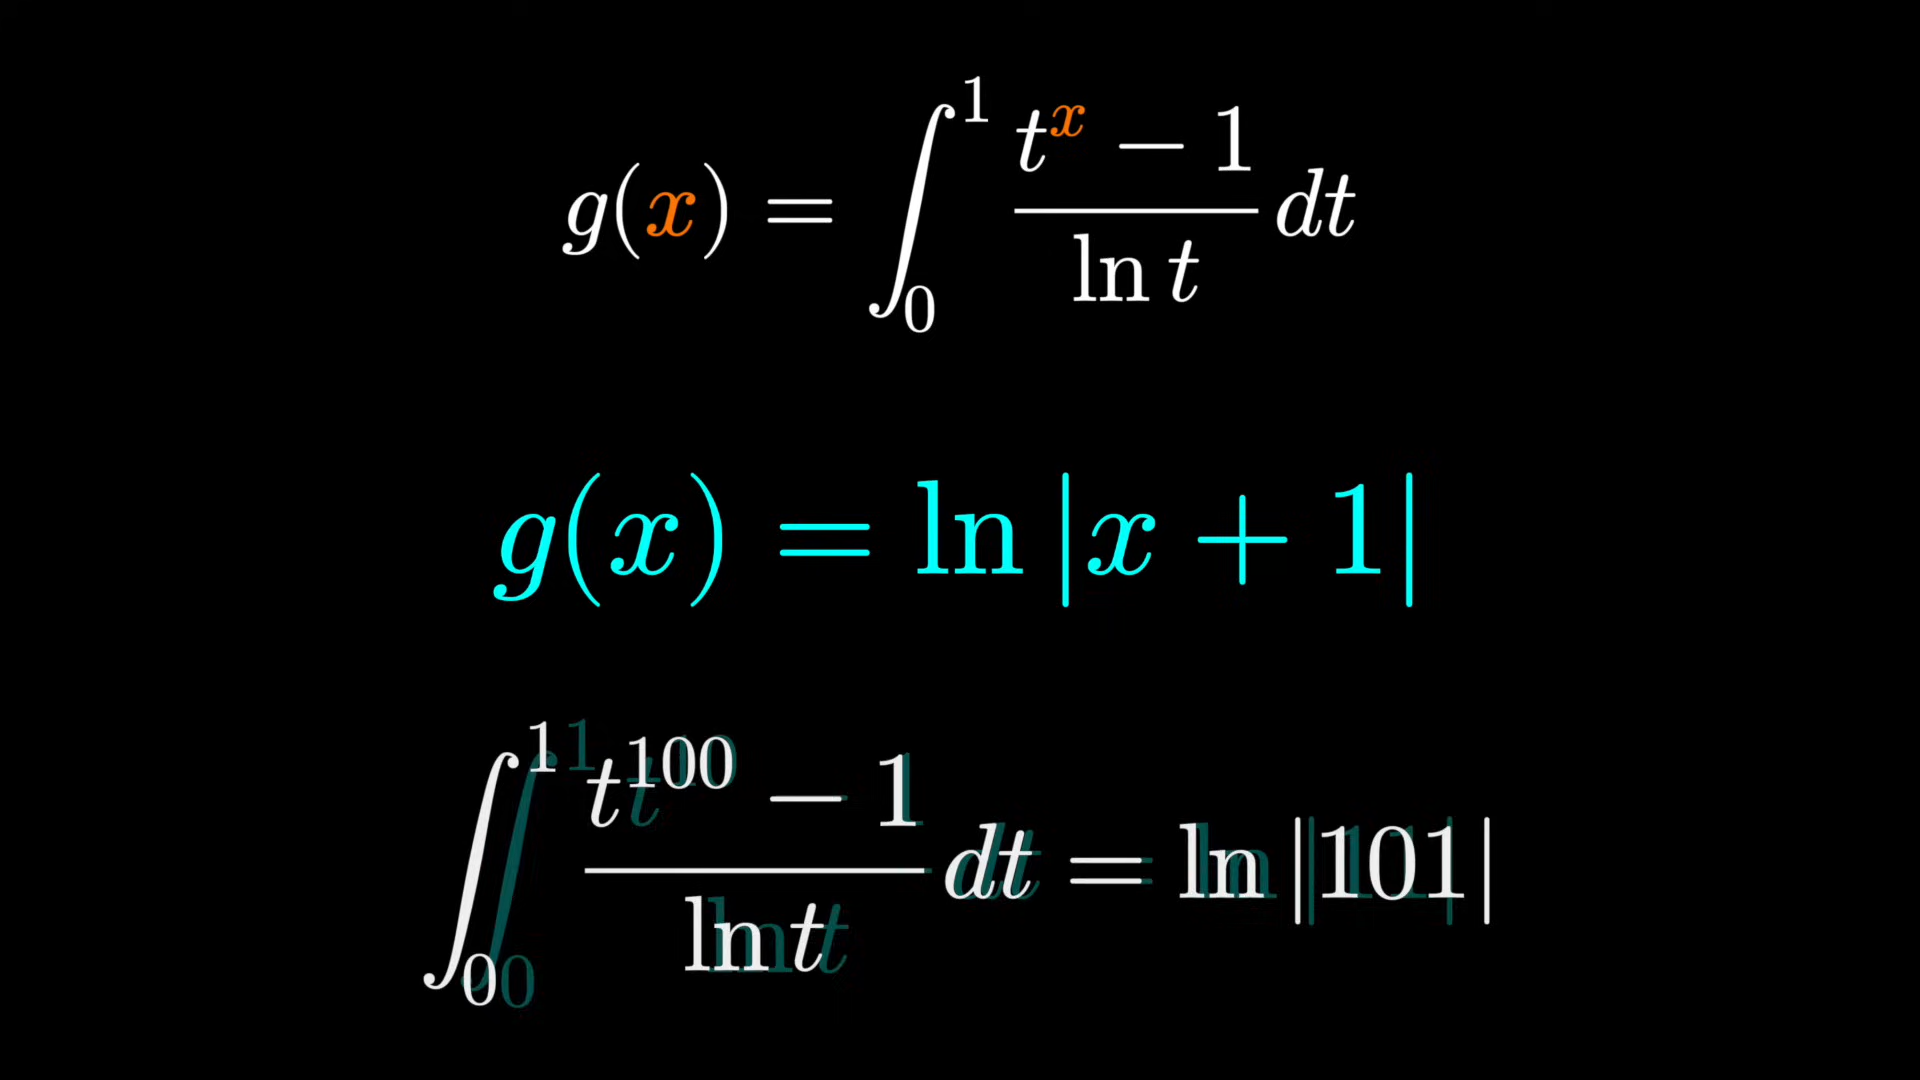 g(x) = ∫₀¹ (tˣ − 1)/(ln t) dt
g(x) = ln |x + 1|
∫₀¹ (t¹⁰⁰ − 1)/(ln t) dt = ln |101|